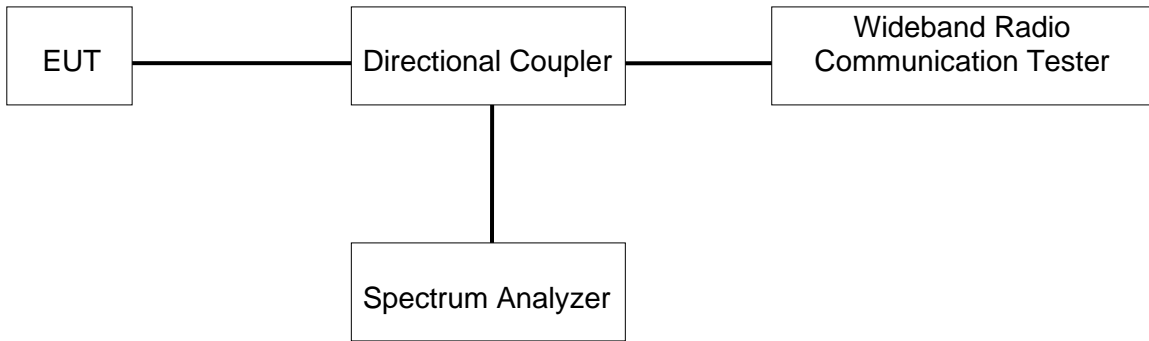 EUT
Directional Coupler
Wideband Radio
Communication Tester
Spectrum Analyzer